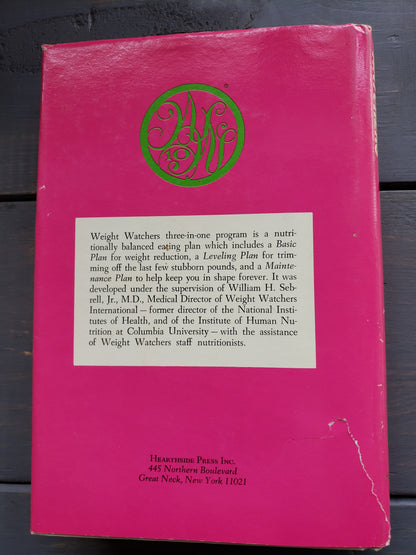 ®
Weight Watchers three-in-one program is a nutri-
tionally balanced eating plan which includes a Basic
Plan for weight reduction, a Leveling Plan for trim-
ming off the last few stubborn pounds, and a Mainte-
nance Plan to help keep you in shape forever. It was
developed under the supervision of William H. Seb-
rell, Jr., M.D., Medical Director of Weight Watchers
International — former director of the National Insti-
tutes of Health, and of the Institute of Human Nu-
trition at Columbia University — with the assistance
of Weight Watchers staff nutritionists.
Hearthside Press Inc.
445 Northern Boulevard
Great Neck, New York 11021